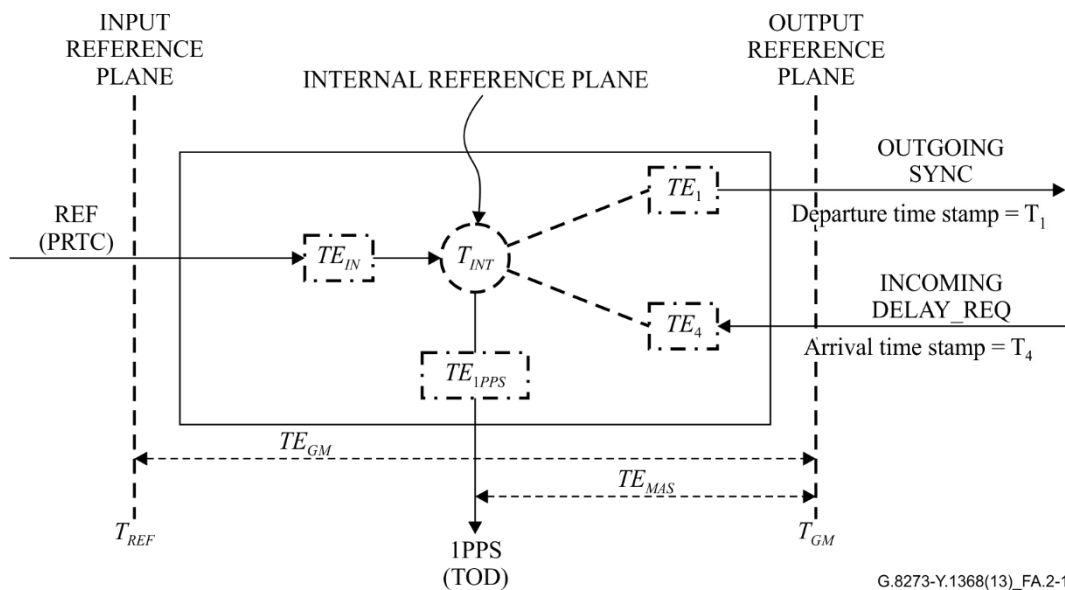 INPUT
REFERENCE
PLANE
OUTPUT
REFERENCE
PLANE
INTERNAL REFERENCE PLANE
OUTGOING
SYNC
TE1
Departure time stamp = T1
REF
(PRTC)
TEIN
TINT
INCOMING
DELAY_REQ
TE4
Arrival time stamp = T4
TE1PPS
TEGM
TEMAS
TREF
TGM
1PPS
(TOD)
G.8273-Y.1368(13)_FA.2-1